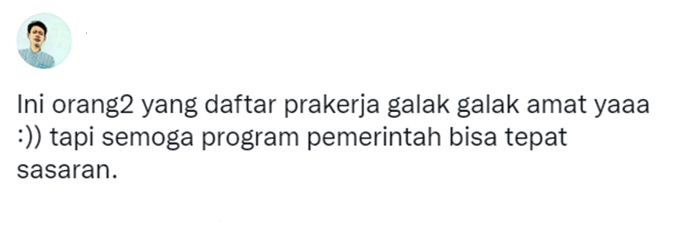 Ini orang2 yang daftar prakerja galak galak amat yaaa
:)) tapi semoga program pemerintah bisa tepat
sasaran.